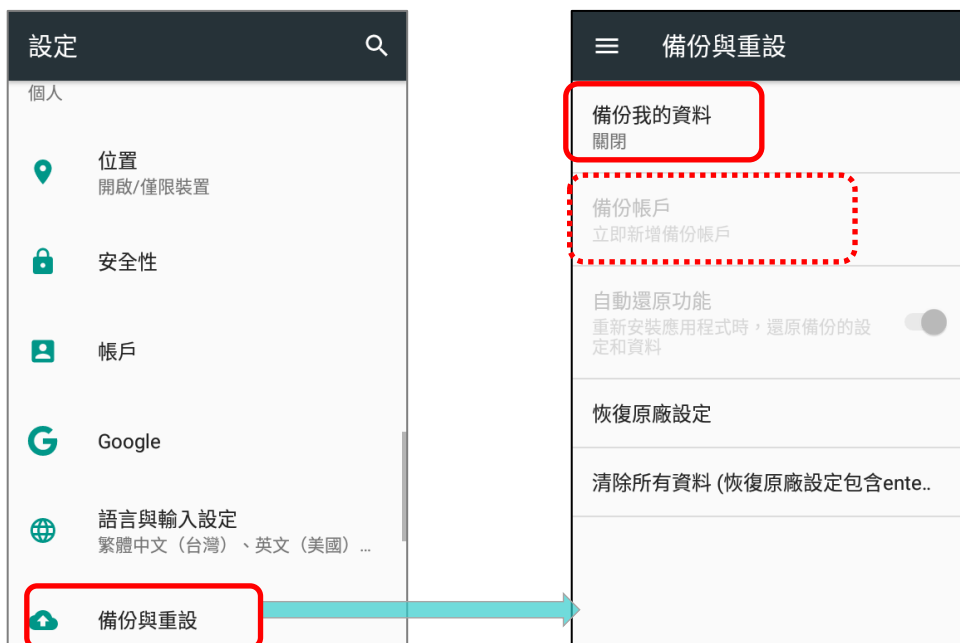 設定
個人
位置
開啟/僅限裝置
安全性
帳戶
Google
語言與輸入設定
繁體中文（台灣）、英文（美國）...
備份與重設
備份與重設
備份我的資料
關閉
備份帳戶
立即新增備份帳戶
自動還原功能
重新安裝應用程式時，還原備份的設
定和資料
恢復原廠設定
清除所有資料 (恢復原廠設定包含ente..